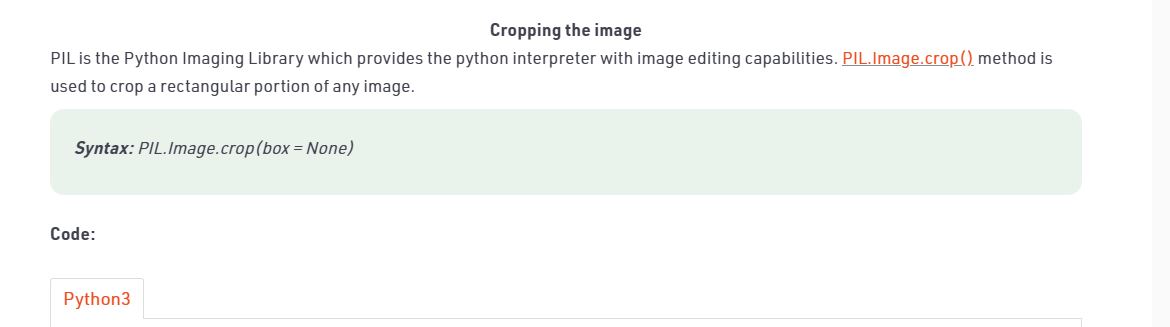 Cropping the image
PIL is the Python Imaging Library which provides the python interpreter with image editing capabilities. PIL.Image.crop() method is
used to crop a rectangular portion of any image.
Syntax: PIL.Image.crop(box = None)
Code:
Python3